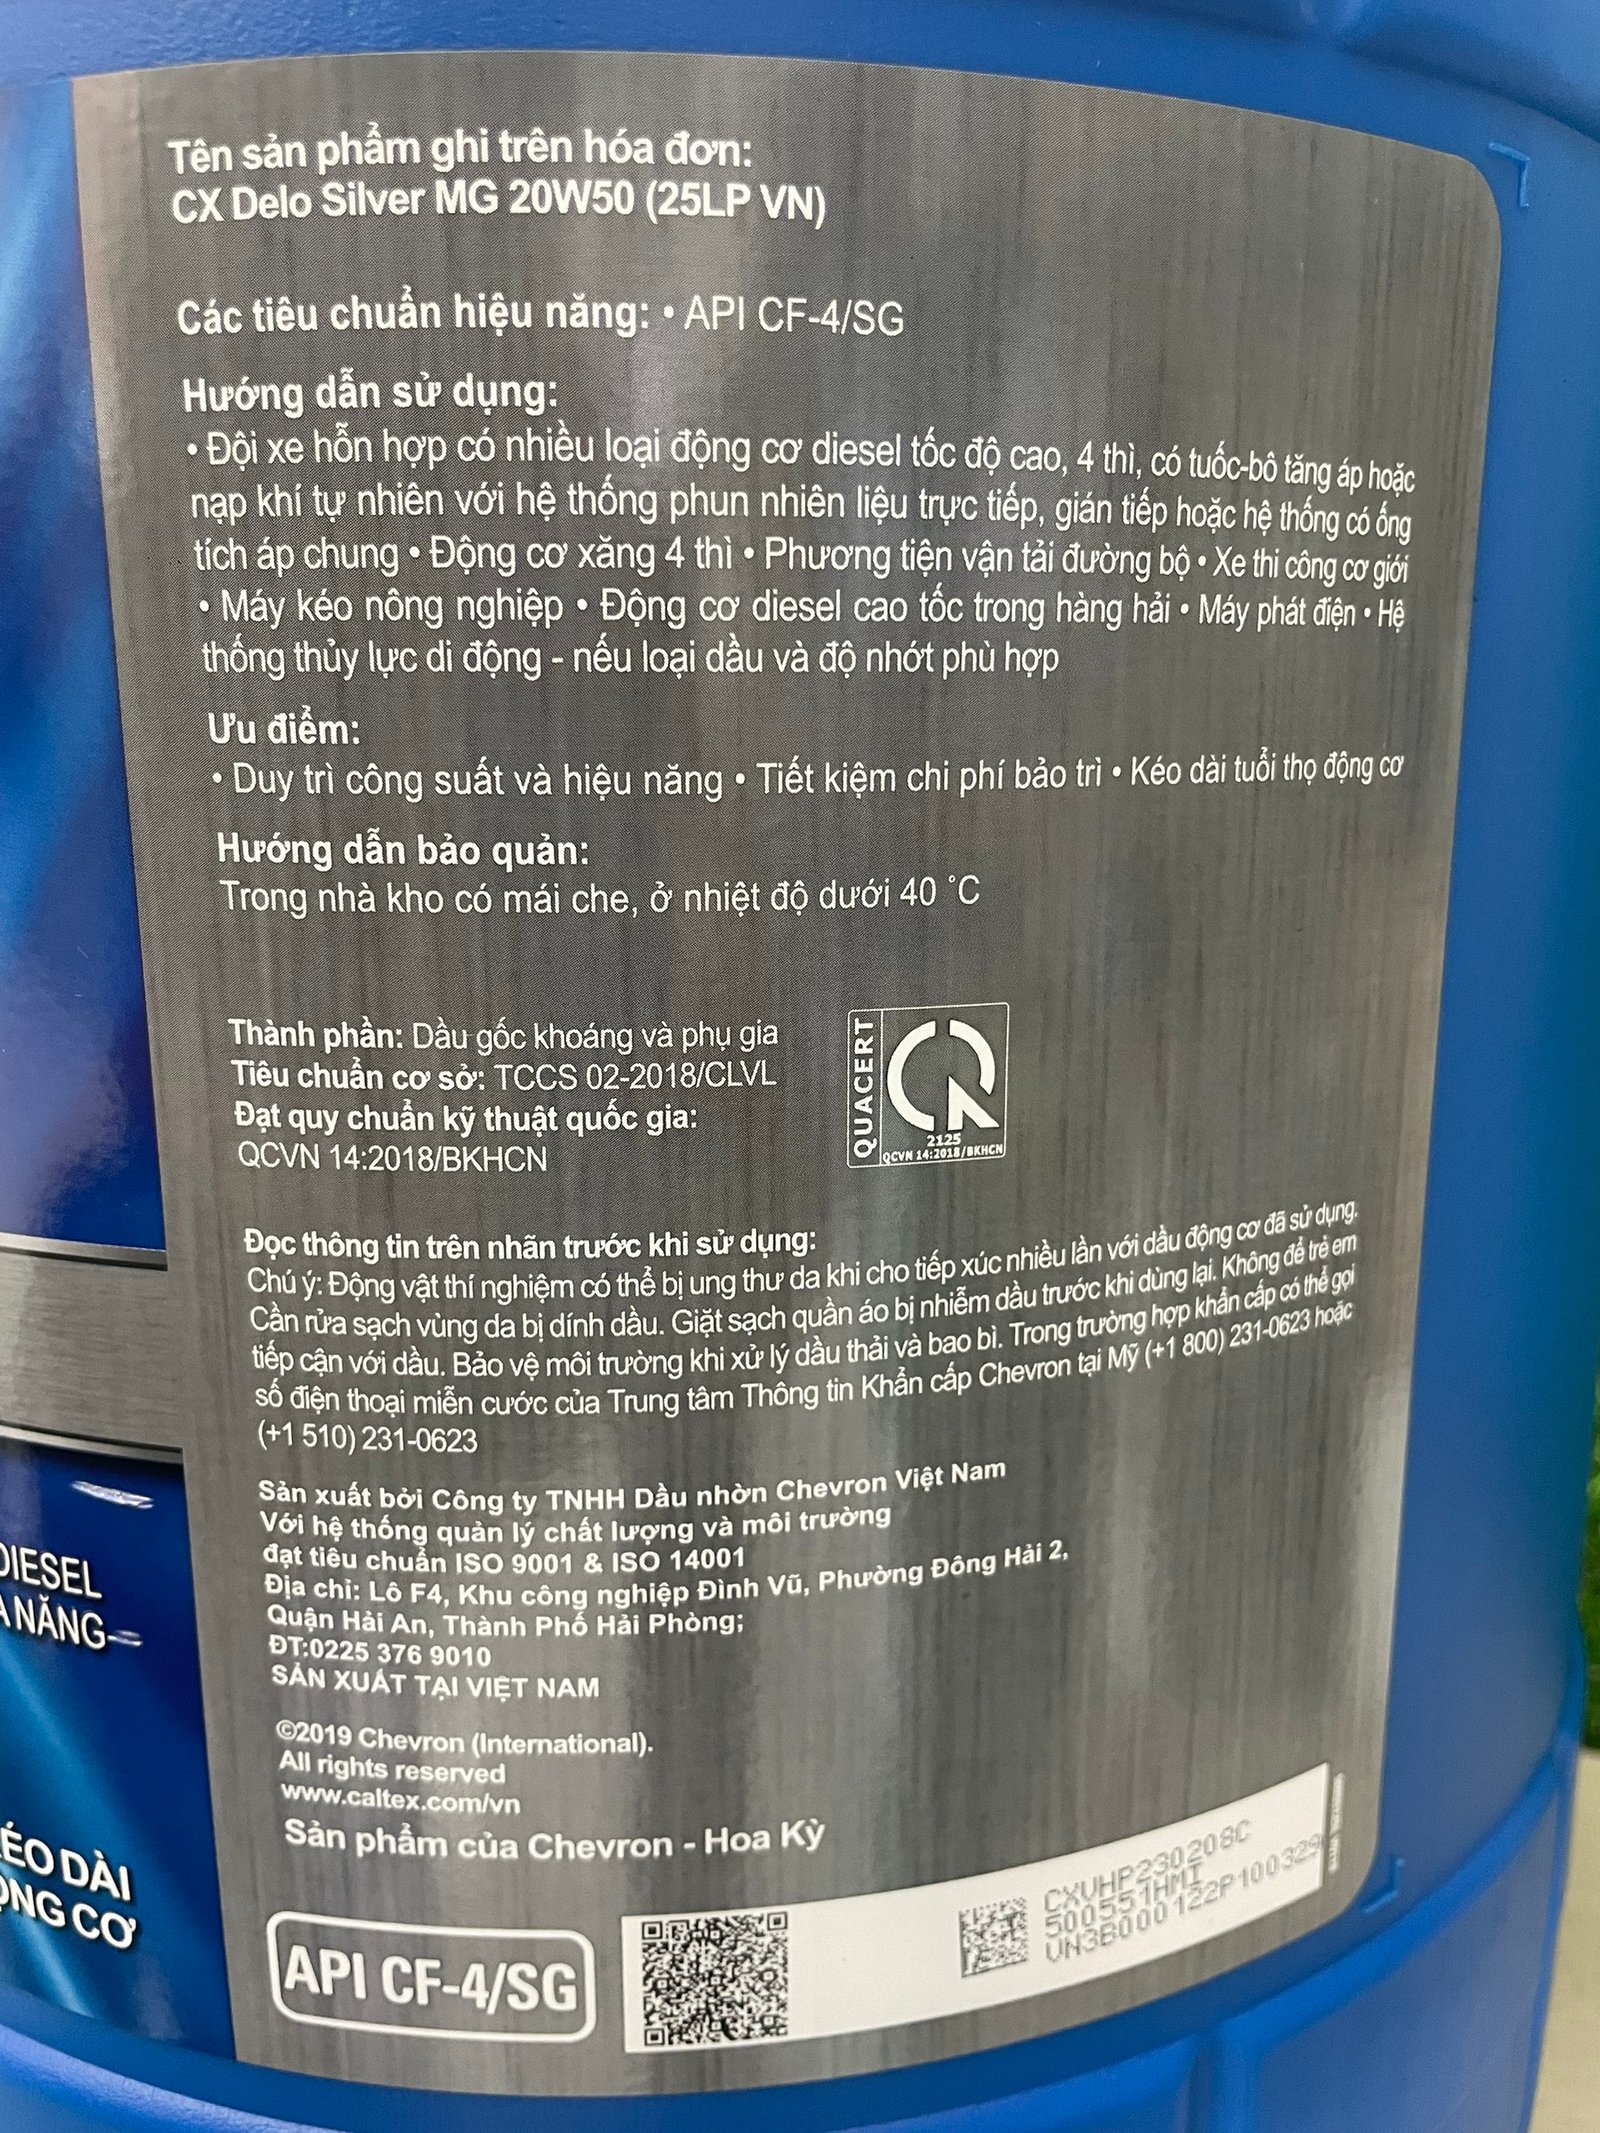 Tên sản phẩm ghi trên hóa đơn:
CX Delo Silver MG 20W50 (25LP VN)
Các tiêu chuẩn hiệu năng: • API CF-4/SG
Hướng dẫn sử dụng:
• Đội xe hỗn hợp có nhiều loại động cơ diesel tốc độ cao, 4 thì, có tuốc-bô tăng áp hoặc
nạp khí tự nhiên với hệ thống phun nhiên liệu trực tiếp, gián tiếp hoặc hệ thống có ống
tích áp chung • Động cơ xăng 4 thì • Phương tiện vận tải đường bộ • Xe thi công cơ giới
• Máy kéo nông nghiệp • Động cơ diesel cao tốc trong hàng hải • Máy phát điện • Hệ
thống thủy lực di động - nếu loại dầu và độ nhớt phù hợp
Ưu điểm:
• Duy trì công suất và hiệu năng • Tiết kiệm chi phí bảo trì • Kéo dài tuổi thọ động cơ
Hướng dẫn bảo quản:
Trong nhà kho có mái che, ở nhiệt độ dưới 40 °C
Thành phần: Dầu gốc khoáng và phụ gia
Tiêu chuẩn cơ sở: TCCS 02-2018/CLVL
Đạt quy chuẩn kỹ thuật quốc gia:
QCVN 14:2018/BKHCN
QUACERT
2125
QCVN 14:2018/BKHCN
Đọc thông tin trên nhãn trước khi sử dụng:
Chú ý: Động vật thí nghiệm có thể bị ung thư da khi cho tiếp xúc nhiều lần với dầu động cơ đã sử dụng.
Cần rửa sạch vùng da bị dính dầu. Giặt sạch quần áo bị nhiễm dầu trước khi dùng lại. Không để trẻ em
tiếp cận với dầu. Bảo vệ môi trường khi xử lý dầu thải và bao bì. Trong trường hợp khẩn cấp có thể gọi
số điện thoại miễn cước của Trung tâm Thông tin Khẩn cấp Chevron tại Mỹ (+1 800) 231-0623 hoặc
(+1 510) 231-0623
Sản xuất bởi Công ty TNHH Dầu nhờn Chevron Việt Nam
Với hệ thống quản lý chất lượng và môi trường
đạt tiêu chuẩn ISO 9001 & ISO 14001
Địa chỉ: Lô F4, Khu công nghiệp Đình Vũ, Phường Đông Hải 2,
Quận Hải An, Thành Phố Hải Phòng;
ĐT:0225 376 9010
SẢN XUẤT TẠI VIỆT NAM
©2019 Chevron (International).
All rights reserved
www.caltex.com/vn
Sản phẩm của Chevron - Hoa Kỳ
API CF-4/SG
CXVHP230208C
500551HMI
VN3B000122P100329
DIESEL
A NĂNG
ÉO DÀI
ỘNG CƠ